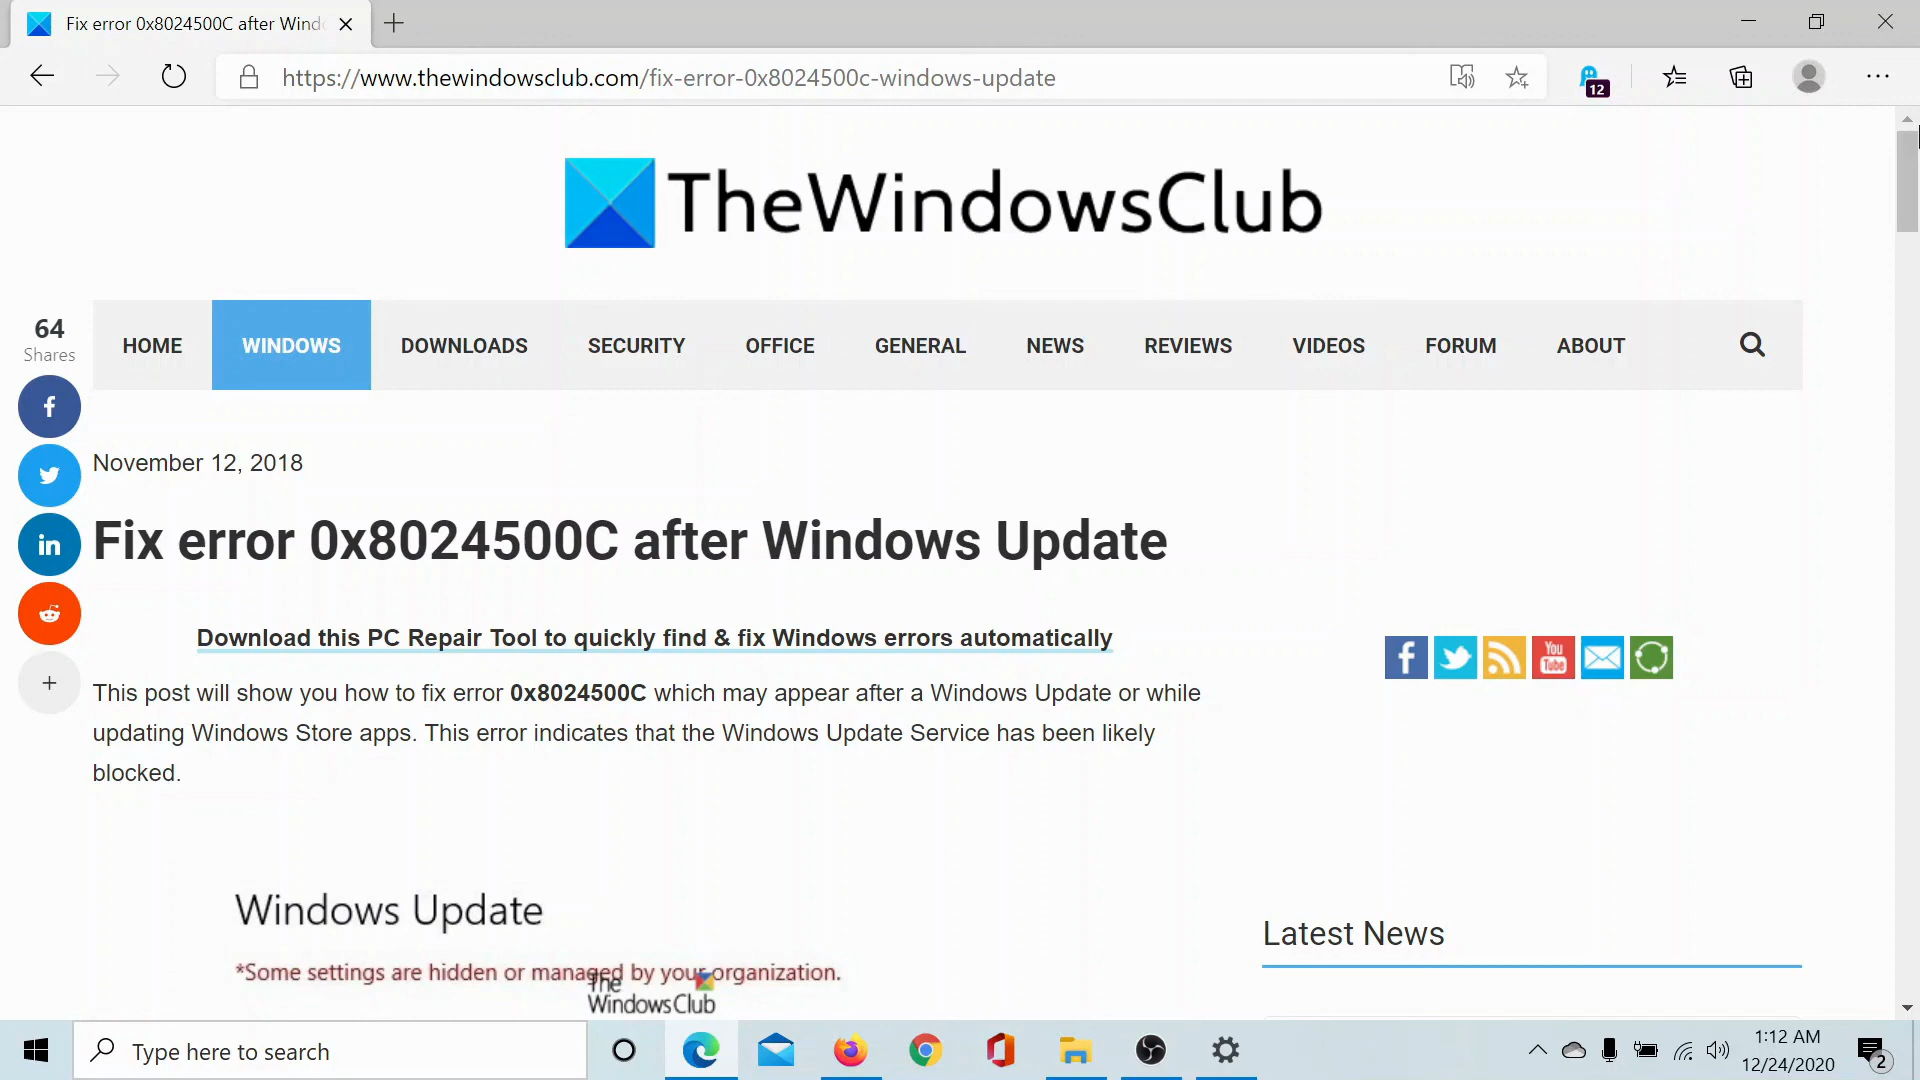 Fix error 0x8024500C after Wind
https://www.thewindowsclub.com/fix-error-0x8024500c-windows-update
12
TheWindowsClub
64
Shares
HOME WINDOWS DOWNLOADS SECURITY OFFICE GENERAL NEWS REVIEWS VIDEOS FORUM ABOUT
November 12, 2018
Fix error 0x8024500C after Windows Update
Download this PC Repair Tool to quickly find & fix Windows errors automatically
You
Tube
This post will show you how to fix error 0x8024500C which may appear after a Windows Update or while
updating Windows Store apps. This error indicates that the Windows Update Service has been likely
blocked.
Windows Update
Latest News
*Some settings are hidden or managed by your organization.
The
WindowsClub
Type here to search
1:12 AM
12/24/2020
2